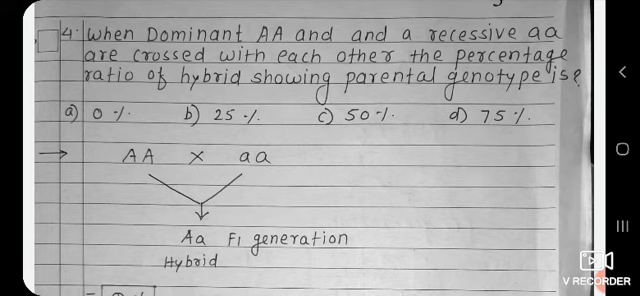 4. When Dominant AA and and a recessive aa
are crossed with each other the percentage
ratio of hybrid showing parental genotype is?
a) 0 %. b) 25 %. c) 50 %. d) 75 %.
→ AA × aa
Aa F1 generation
Hybrid
V RECORDER